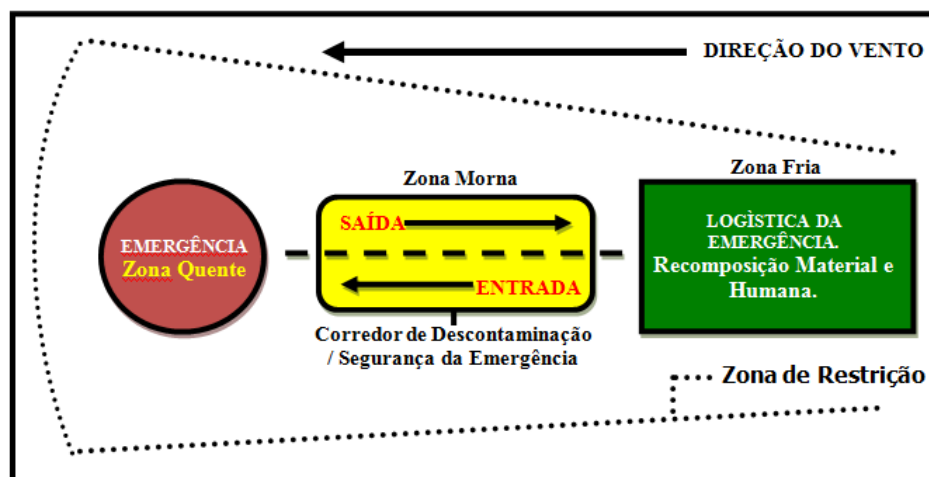 DIREÇÃO DO VENTO
Zona Morna
Zona Fria
SAÍDA
ENTRADA
EMERGÊNCIA
Zona Quente
LOGÌSTICA DA
EMERGÊNCIA.
Recomposição Material e
Humana.
Corredor de Descontaminação
/ Segurança da Emergência
Zona de Restrição